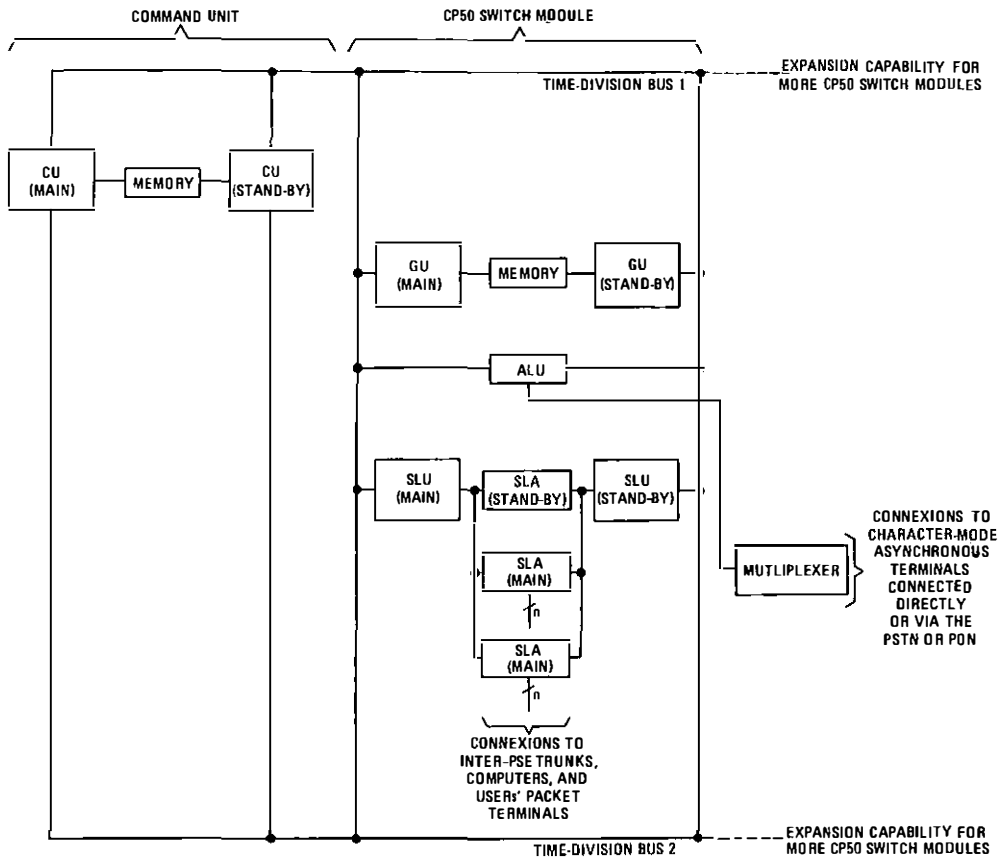 COMMAND UNIT
CP50 SWITCH MODULE
TIME-DIVISION BUS 1
EXPANSION CAPABILITY FOR
MORE CP50 SWITCH MODULES
CU
(MAIN)
MEMORY
CU
(STAND-BY)
GU
(MAIN)
MEMORY
GU
(STAND-BY)
ALU
SLU
(MAIN)
SLA
(STAND-BY)
SLU
(STAND-BY)
SLA
(MAIN)
n
SLA
(MAIN)
n
CONNEXIONS TO
INTER-PSE TRUNKS,
COMPUTERS, AND
USERs' PACKET
TERMINALS
MUTLIPLEXER
CONNEXIONS TO
CHARACTER-MODE
ASYNCHRONOUS
TERMINALS
CONNECTED
DIRECTLY
OR VIA THE
PSTN OR PDN
TIME-DIVISION BUS 2
EXPANSION CAPABILITY FOR
MORE CP50 SWITCH MODULES